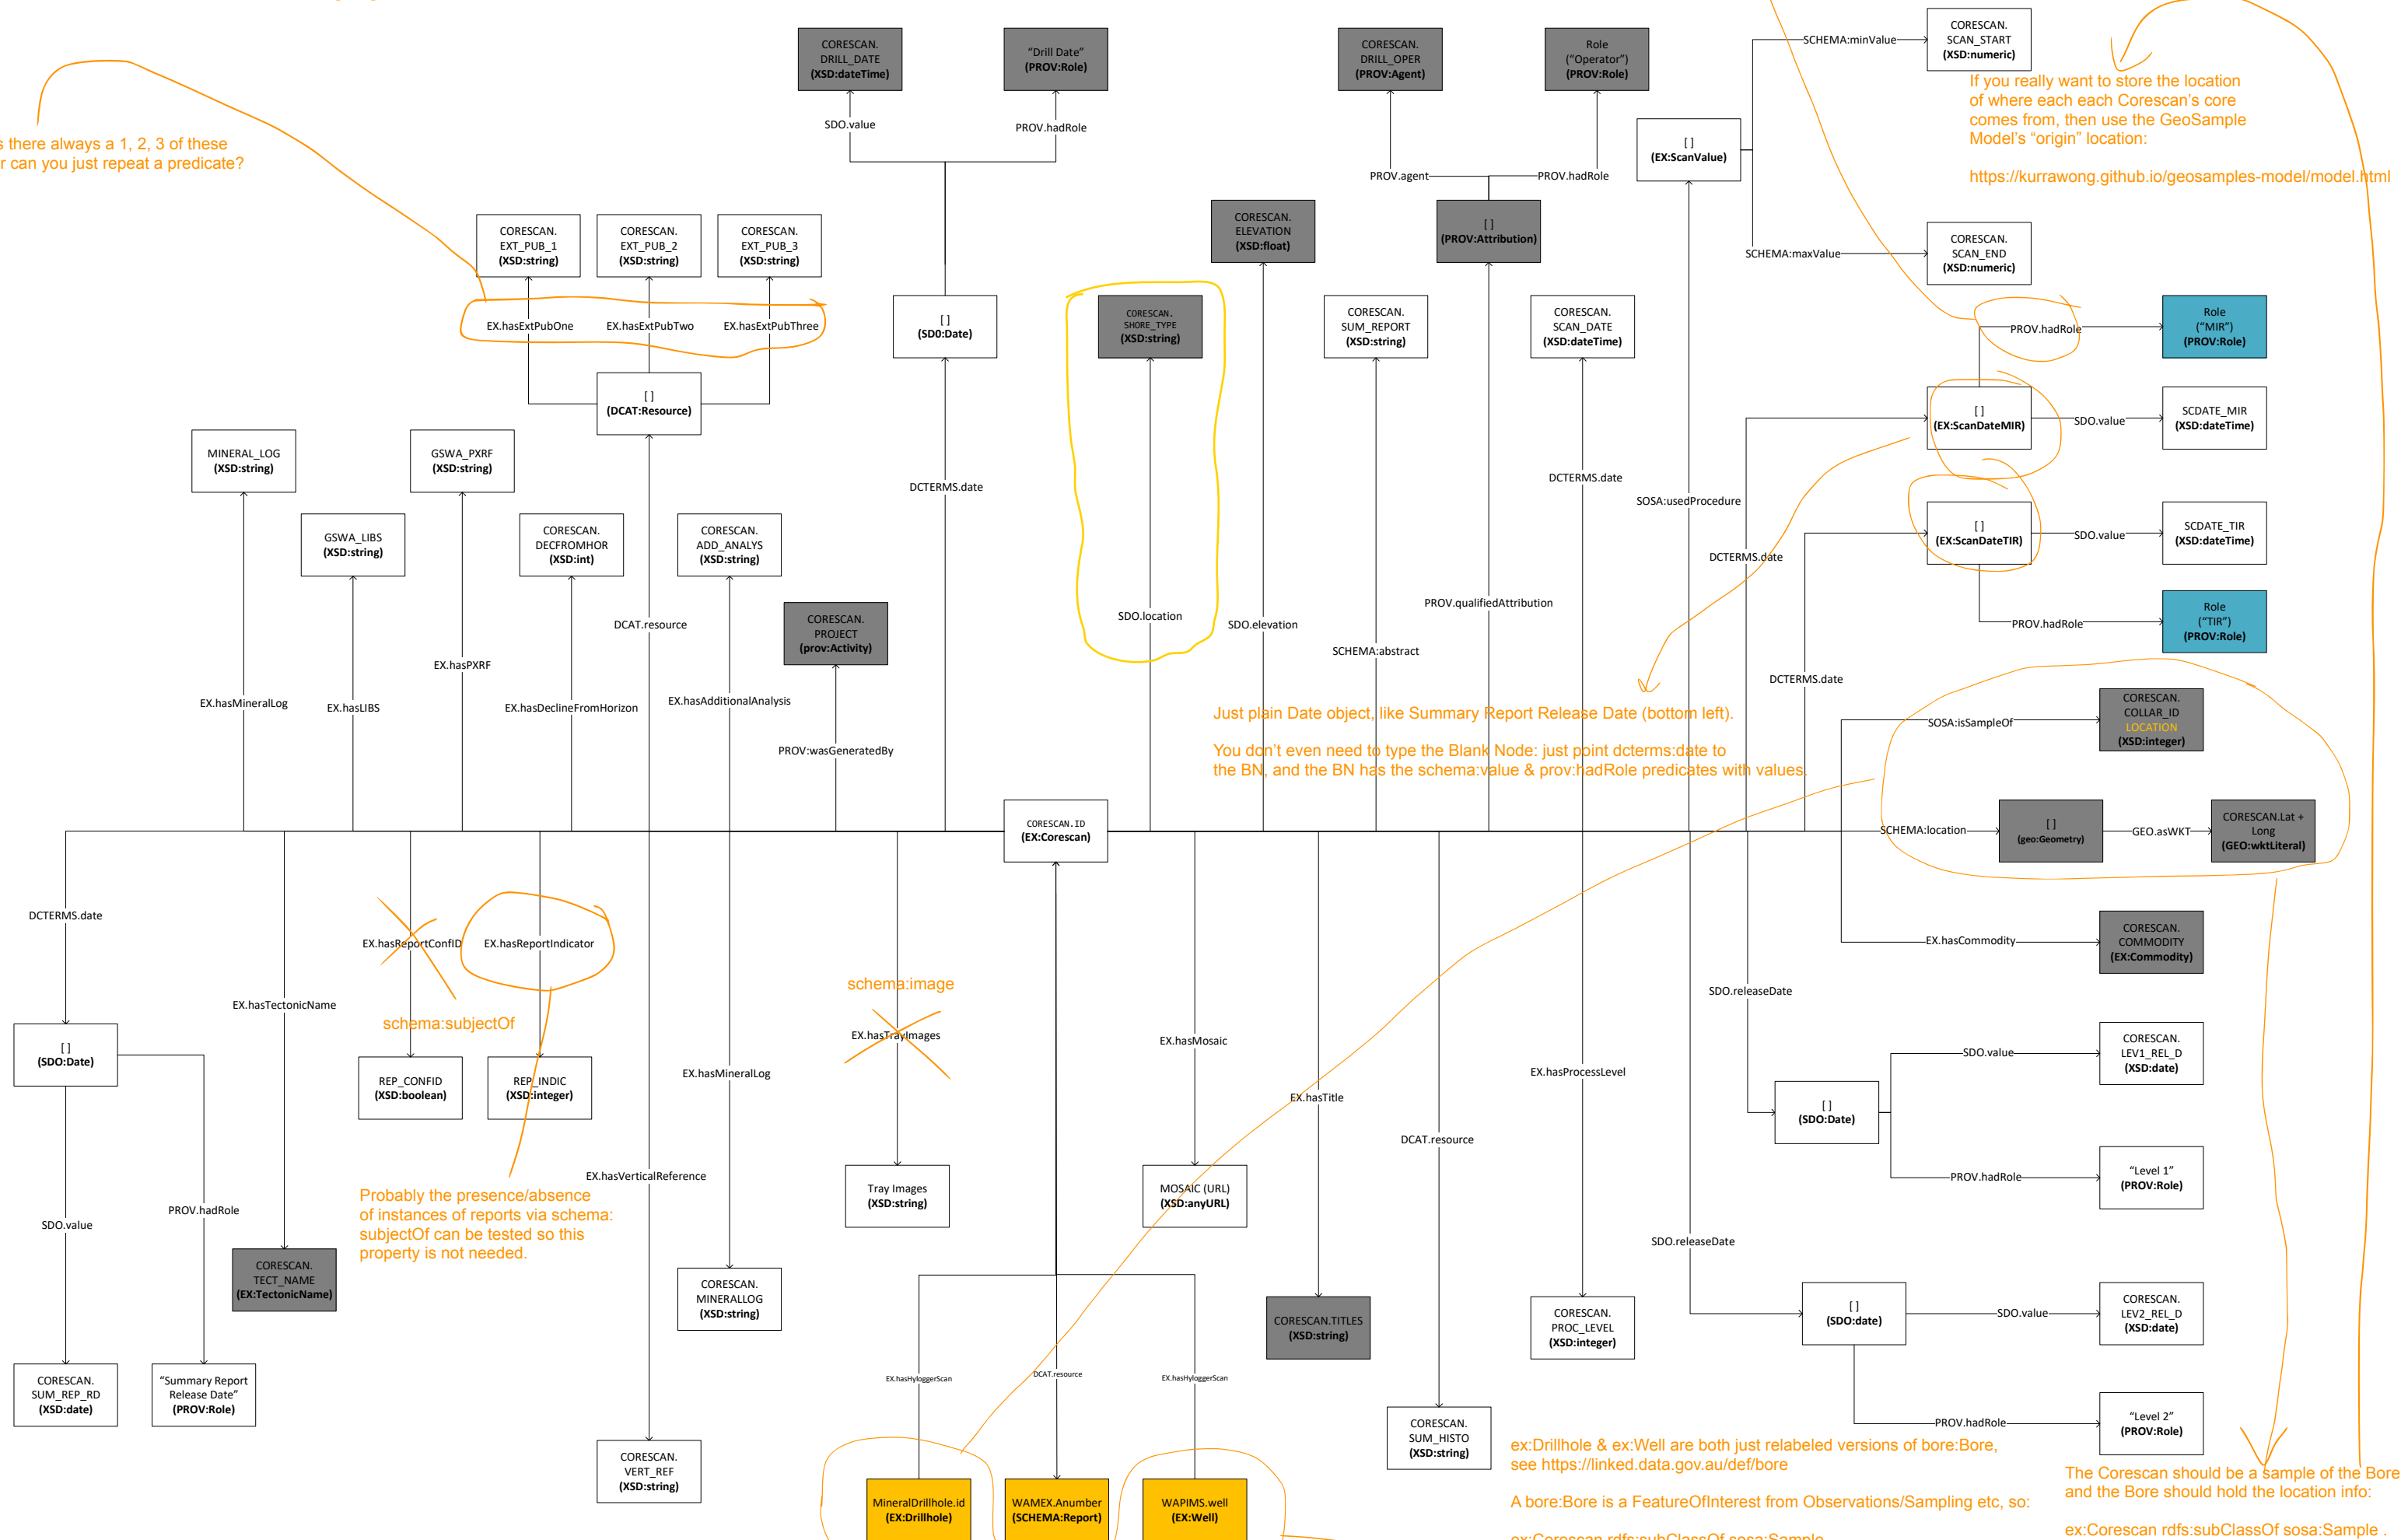 CORESCAN.
DRILL_DATE
(XSD:dateTime)
“Drill Date”
(PROV:Role)
CORESCAN.
DRILL_OPER
(PROV:Agent)
Role
(“Operator”)
(PROV:Role)
SCHEMA:minValue
CORESCAN.
SCAN_START
(XSD:numeric)
If you really want to store the location
of where each each Corescan’s core
comes from, then use the GeoSample
Model’s “origin” location:
https://kurrawong.github.io/geosamples-model/model.html
SDO.value
PROV.hadRole
s there always a 1, 2, 3 of these
r can you just repeat a predicate?
[ ]
(EX:ScanValue)
PROV.agent
PROV.hadRole
CORESCAN.
EXT_PUB_1
(XSD:string)
CORESCAN.
EXT_PUB_2
(XSD:string)
CORESCAN.
EXT_PUB_3
(XSD:string)
CORESCAN.
ELEVATION
(XSD:float)
[ ]
(PROV:Attribution)
SCHEMA:maxValue
CORESCAN.
SCAN_END
(XSD:numeric)
EX.hasExtPubOne
EX.hasExtPubTwo
EX.hasExtPubThree
[ ]
(SD0:Date)
CORESCAN.
SHORE_TYPE
(XSD:string)
CORESCAN.
SUM_REPORT
(XSD:string)
CORESCAN.
SCAN_DATE
(XSD:dateTime)
PROV.hadRole
Role
(“MIR”)
(PROV:Role)
[ ]
(DCAT:Resource)
[ ]
(EX:ScanDateMIR)
SDO.value
SCDATE_MIR
(XSD:dateTime)
MINERAL_LOG
(XSD:string)
GSWA_PXRF
(XSD:string)
DCTERMS.date
DCTERMS.date
SOSA:usedProcedure
GSWA_LIBS
(XSD:string)
CORESCAN.
DECFROMHOR
(XSD:int)
CORESCAN.
ADD_ANALYS
(XSD:string)
[ ]
(EX:ScanDateTIR)
SDO.value
SCDATE_TIR
(XSD:dateTime)
DCTERMS.date
CORESCAN.
PROJECT
(prov:Activity)
DCAT.resource
SDO.location
SDO.elevation
PROV.qualifiedAttribution
PROV.hadRole
Role
(“TIR”)
(PROV:Role)
SCHEMA:abstract
EX.hasPXRF
DCTERMS.date
EX.hasMineralLog
EX.hasLIBS
EX.hasDeclineFromHorizon
EX.hasAdditionalAnalysis
PROV:wasGeneratedBy
Just plain Date object, like Summary Report Release Date (bottom left).
You don’t even need to type the Blank Node: just point dcterms:date to
the BN, and the BN has the schema:value & prov:hadRole predicates with values.
SOSA:isSampleOf
CORESCAN.
COLLAR_ID
LOCATION
(XSD:integer)
CORESCAN.ID
(EX:Corescan)
SCHEMA:location
[ ]
(geo:Geometry)
GEO.asWKT
CORESCAN.Lat +
Long
(GEO:wktLiteral)
DCTERMS.date
EX.hasReportConfID
EX.hasReportIndicator
EX.hasCommodity
CORESCAN.
COMMODITY
(EX:Commodity)
EX.hasTectonicName
schema:image
schema:subjectOf
EX.hasTrayImages
EX.hasMosaic
SDO.releaseDate
[ ]
(SDO:Date)
REP_CONFID
(XSD:boolean)
REP_INDIC
(XSD:integer)
EX.hasMineralLog
EX.hasTitle
EX.hasProcessLevel
SDO.value
CORESCAN.
LEV1_REL_D
(XSD:date)
[ ]
(SDO:Date)
DCAT.resource
EX.hasVerticalReference
Tray Images
(XSD:string)
MOSAIC (URL)
(XSD:anyURL)
PROV.hadRole
“Level 1”
(PROV:Role)
SDO.value
PROV.hadRole
Probably the presence/absence
of instances of reports via schema:
subjectOf can be tested so this
property is not needed.
SDO.releaseDate
CORESCAN.
TECT_NAME
(EX:TectonicName)
CORESCAN.
MINERALLOG
(XSD:string)
CORESCAN.TITLES
(XSD:string)
CORESCAN.
PROC_LEVEL
(XSD:integer)
[ ]
(SDO:date)
SDO.value
CORESCAN.
LEV2_REL_D
(XSD:date)
CORESCAN.
SUM_REP_RD
(XSD:date)
“Summary Report
Release Date”
(PROV:Role)
EX.hasHyloggerScan
DCAT.resource
EX.hasHyloggerScan
CORESCAN.
VERT_REF
(XSD:string)
CORESCAN.
SUM_HISTO
(XSD:string)
PROV.hadRole
“Level 2”
(PROV:Role)
MineralDrillhole.id
(EX:Drillhole)
WAMEX.Anumber
(SCHEMA:Report)
WAPIMS.well
(EX:Well)
ex:Drillhole & ex:Well are both just relabeled versions of bore:Bore,
see https://linked.data.gov.au/def/bore
A bore:Bore is a FeatureOfInterest from Observations/Sampling etc, so:
ex:Corescan rdfs:subClassOf sosa:Sample
The Corescan should be a sample of the Bore
and the Bore should hold the location info:
ex:Corescan rdfs:subClassOf sosa:Sample .